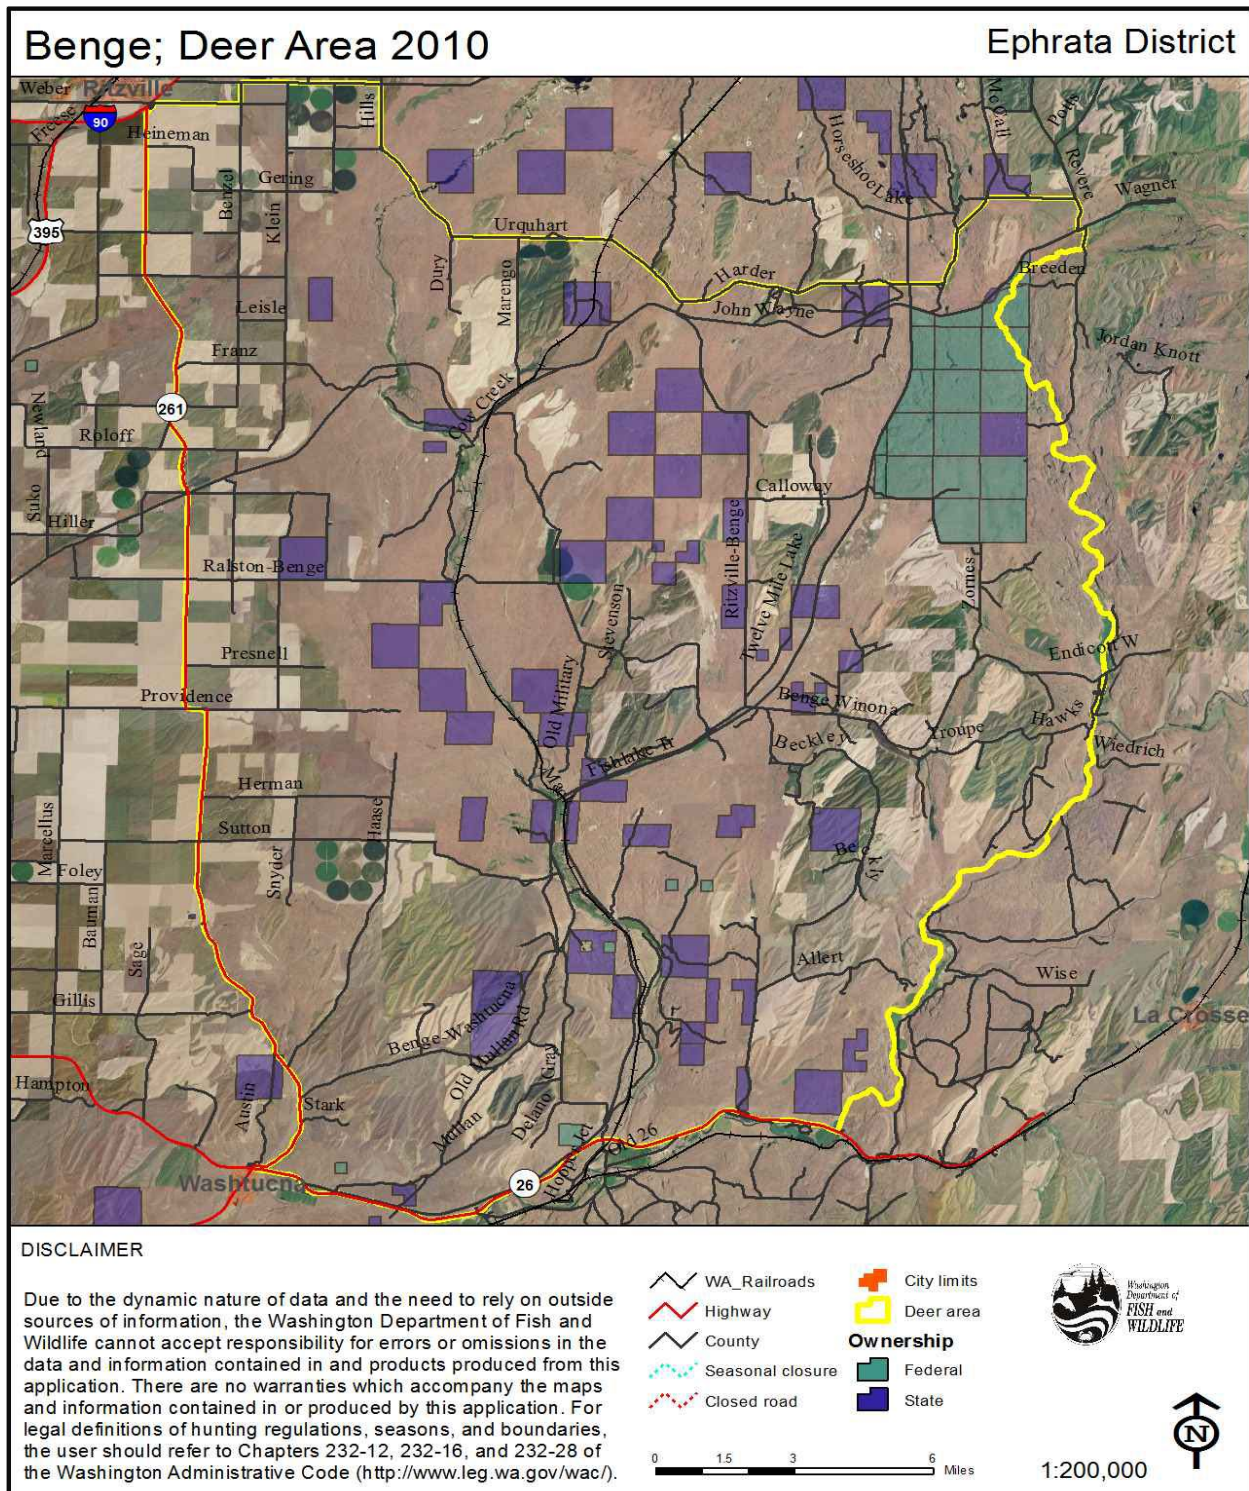 Benge; Deer Area 2010
Ephrata District
Weber
Ritzville
Freese
90
Heineman
Hills
Gering
Benzel
Klein
395
Urquhart
Dury
Marengo
Harder
John Wayne
Horseshoe Lake
McCall
Potts
Revere
Wagner
Breeden
Jordan Knott
Leisle
Franz
261
Cow Creek
Newland
Roloff
Suko
Hiller
Calloway
Ritzville-Benge
Twelve Mile Lake
Ralston-Benge
Stevenson
Zornes
Endicott W
Presnell
Providence
Old Military
Benge Winona
Hawks
Troupe
Wiedrich
Fishlake Tr
Herman
Haase
Marcellus
Sutton
Foley
Snyder
Bauman
Sage
Gillis
Allert
Wise
La Crosse
Benge-Washtucna
Old Mullan Rd
Gray
Delano
Mullan
Hampton
Austin
Stark
Hopper Jct
Old 26
26
Washtucna
DISCLAIMER
Due to the dynamic nature of data and the need to rely on outside
sources of information, the Washington Department of Fish and
Wildlife cannot accept responsibility for errors or omissions in the
data and information contained in and products produced from this
application. There are no warranties which accompany the maps
and information contained in or produced by this application. For
legal definitions of hunting regulations, seasons, and boundaries,
the user should refer to Chapters 232-12, 232-16, and 232-28 of
the Washington Administrative Code (http://www.leg.wa.gov/wac/).
WA_Railroads
Highway
County
Seasonal closure
Closed road
City limits
Deer area
Ownership
Federal
State
0 1.5 3 6 Miles
Washington
Department of
FISH and
WILDLIFE
N
1:200,000